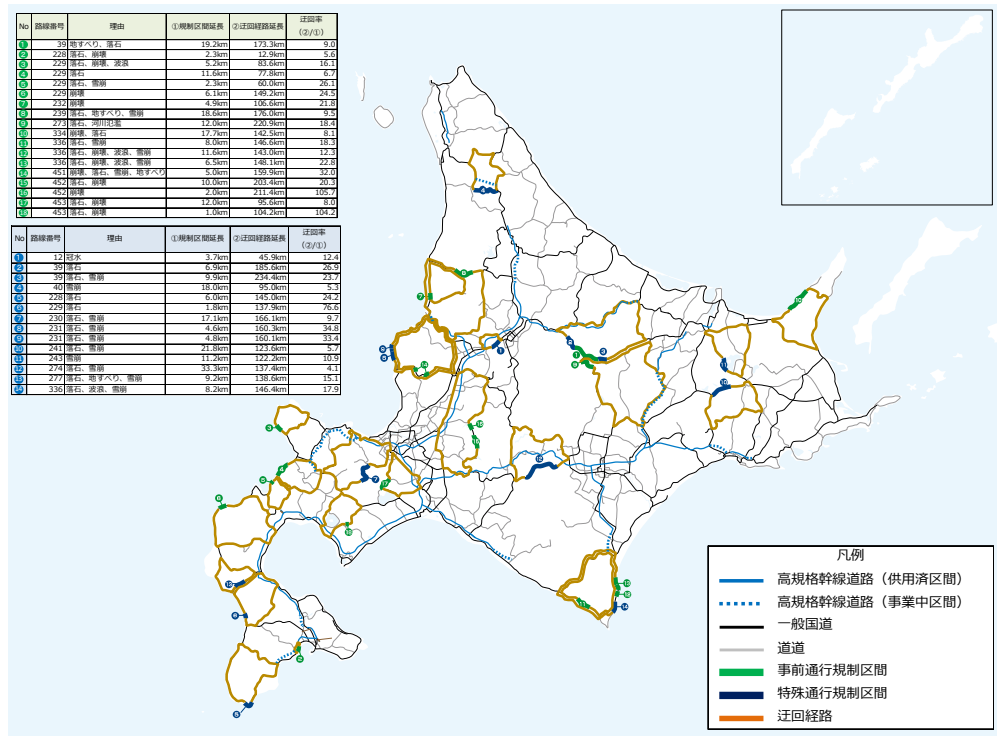 No 路線番号 理由 ①規制区間延長 ②迂回経路延長 迂回率(②/①)
1 39 地すべり、落石 19.2km 173.3km 9.0
2 228 落石、崩壊 2.3km 12.9km 5.6
3 229 落石、崩壊、波浪 5.2km 83.6km 16.1
4 229 落石 11.6km 77.8km 6.7
5 229 落石、雪崩 2.3km 60.0km 26.1
6 229 崩壊 6.1km 149.2km 24.5
7 232 崩壊 4.9km 106.6km 21.8
8 239 落石、地すべり、雪崩 18.6km 176.0km 9.5
9 273 落石、河川氾濫 12.0km 220.9km 18.4
10 334 崩壊、落石 17.7km 142.5km 8.1
11 336 落石、雪崩 8.0km 146.6km 18.3
12 336 落石、崩壊、波浪、雪崩 11.6km 143.0km 12.3
13 336 落石、崩壊、波浪、雪崩 6.5km 148.1km 22.8
14 451 崩壊、落石、雪崩、地すべり 5.0km 159.9km 32.0
15 452 落石、崩壊 10.0km 203.4km 20.3
16 452 崩壊 2.0km 211.4km 105.7
17 453 落石、崩壊 12.0km 95.6km 8.0
18 453 落石、崩壊 1.0km 104.2km 104.2
No 路線番号 理由 ①規制区間延長 ②迂回経路延長 迂回率(②/①)
1 12 冠水 3.7km 45.9km 12.4
2 39 落石 6.9km 185.6km 26.9
3 39 落石、雪崩 9.9km 234.4km 23.7
4 40 雪崩 18.0km 95.0km 5.3
5 228 落石 6.0km 145.0km 24.2
6 229 落石 1.8km 137.9km 76.6
7 230 落石、雪崩 17.1km 166.1km 9.7
8 231 落石、雪崩 4.6km 160.3km 34.8
9 231 落石、雪崩 4.8km 160.1km 33.4
10 241 落石、雪崩 21.8km 123.6km 5.7
11 243 雪崩 11.2km 122.2km 10.9
12 274 落石、雪崩 33.3km 137.4km 4.1
13 277 落石、地すべり、雪崩 9.2km 138.6km 15.1
14 336 落石、波浪、雪崩 8.2km 146.4km 17.9
凡例
高規格幹線道路（供用済区間）
高規格幹線道路（事業中区間）
一般国道
道道
事前通行規制区間
特殊通行規制区間
迂回経路